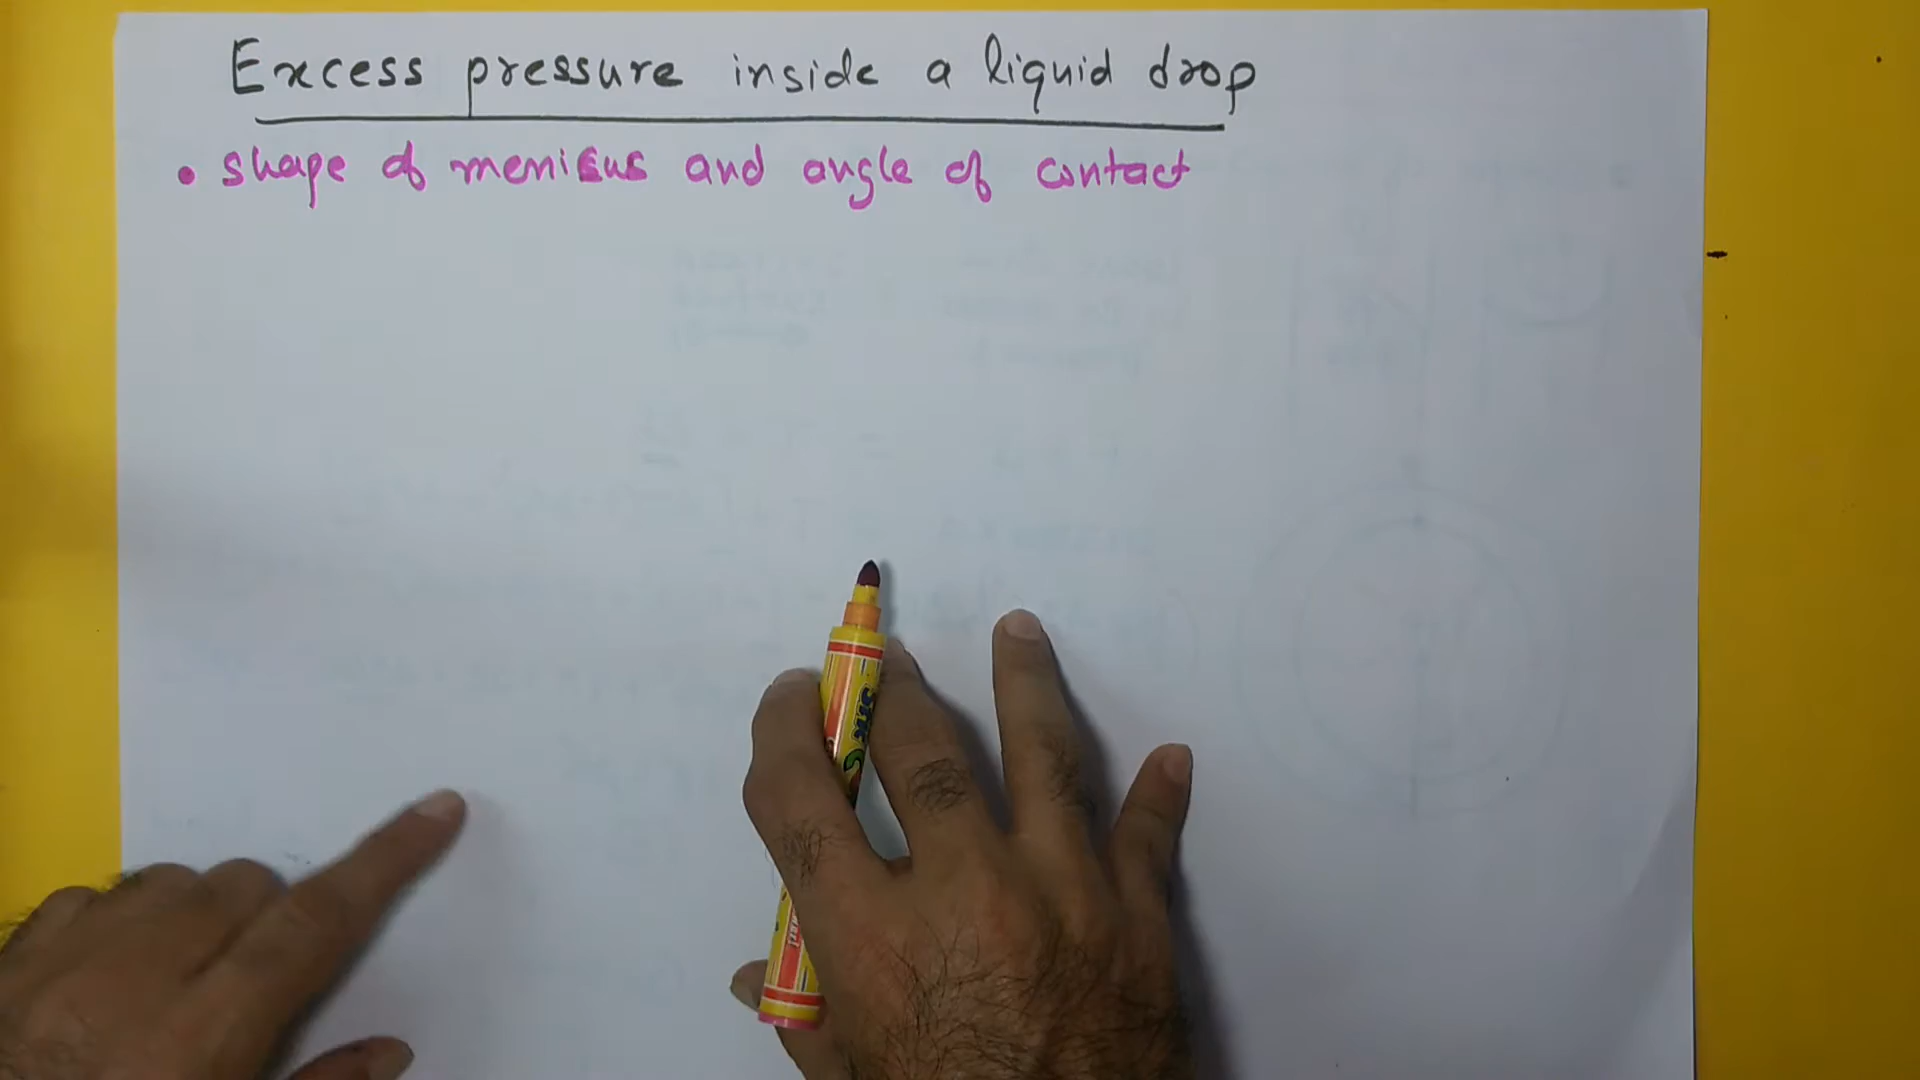 Excess pressure inside a liquid drop
• shape of meniscus and angle of contact